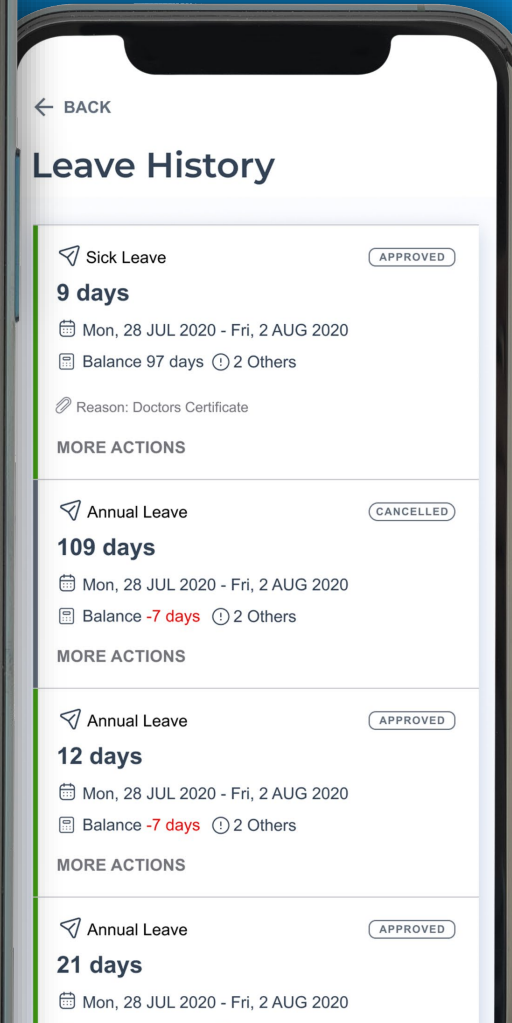 BACK
Leave History
Sick Leave APPROVED
9 days
Mon, 28 JUL 2020 - Fri, 2 AUG 2020
Balance 97 days 2 Others
Reason: Doctors Certificate
MORE ACTIONS
Annual Leave CANCELLED
109 days
Mon, 28 JUL 2020 - Fri, 2 AUG 2020
Balance -7 days 2 Others
MORE ACTIONS
Annual Leave APPROVED
12 days
Mon, 28 JUL 2020 - Fri, 2 AUG 2020
Balance -7 days 2 Others
MORE ACTIONS
Annual Leave APPROVED
21 days
Mon, 28 JUL 2020 - Fri, 2 AUG 2020